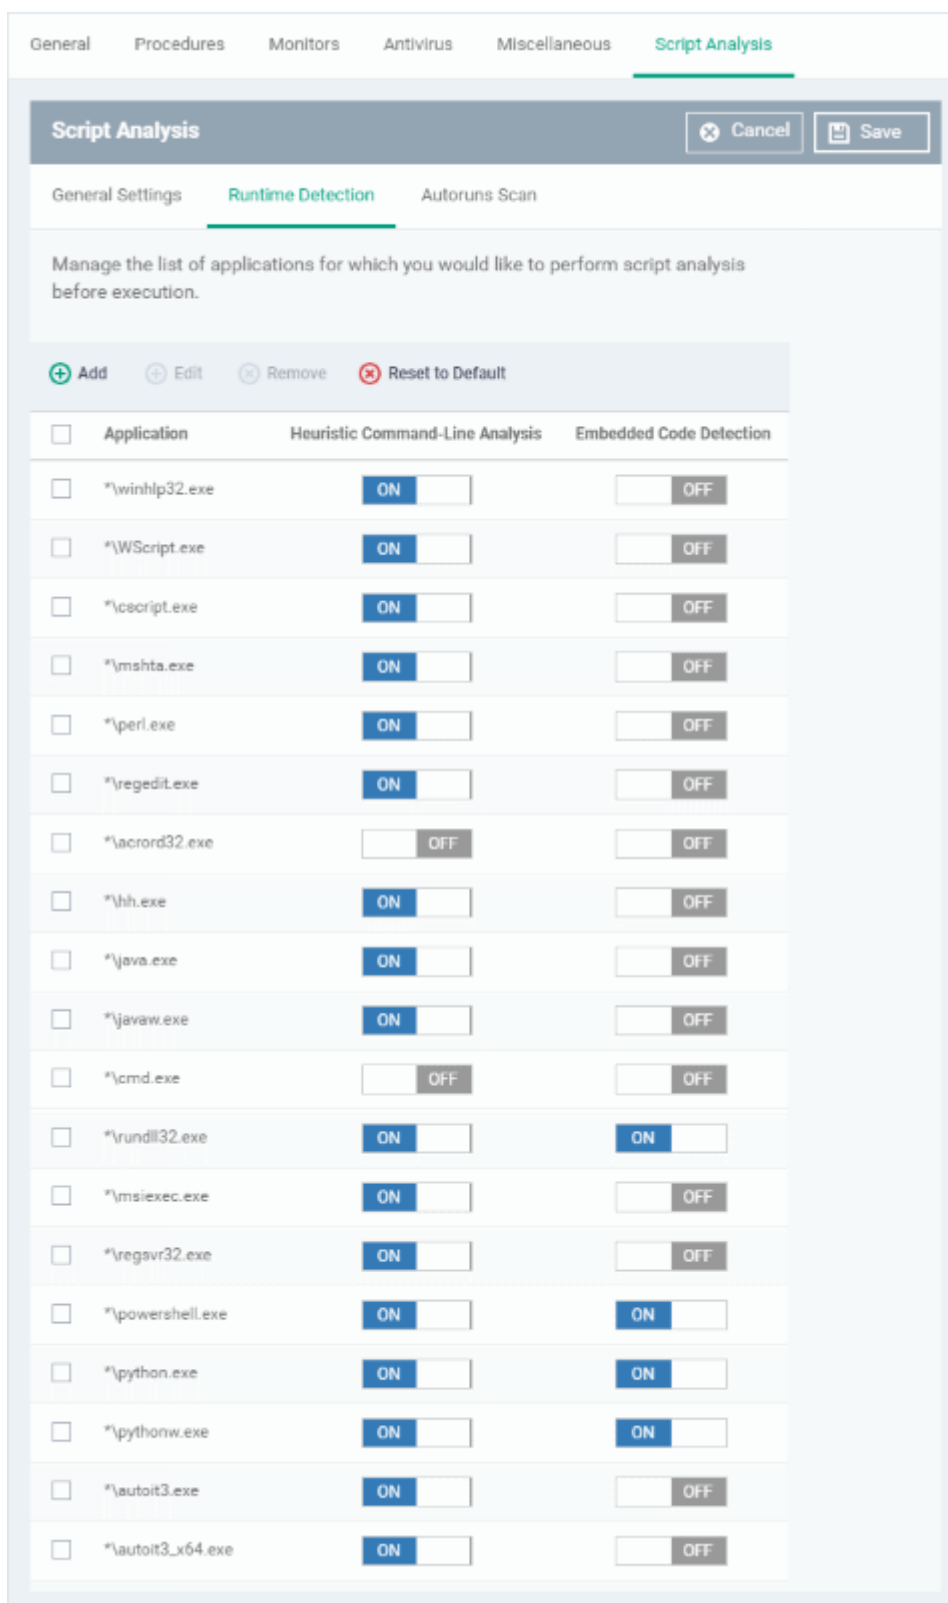 General Procedures Monitors Antivirus Miscellaneous Script Analysis
Script Analysis Cancel Save
General Settings Runtime Detection Autoruns Scan
Manage the list of applications for which you would like to perform script analysis
before execution.
Add Edit Remove Reset to Default
Application Heuristic Command-Line Analysis Embedded Code Detection
*\winhlp32.exe ON OFF
*\WScript.exe ON OFF
*\cscript.exe ON OFF
*\mshta.exe ON OFF
*\perl.exe ON OFF
*\regedit.exe ON OFF
*\acrord32.exe OFF OFF
*\hh.exe ON OFF
*\java.exe ON OFF
*\javaw.exe ON OFF
*\cmd.exe OFF OFF
*\rundll32.exe ON ON
*\msiexec.exe ON OFF
*\regsvr32.exe ON OFF
*\powershell.exe ON ON
*\python.exe ON ON
*\pythonw.exe ON ON
*\autoit3.exe ON OFF
*\autoit3_x64.exe ON OFF